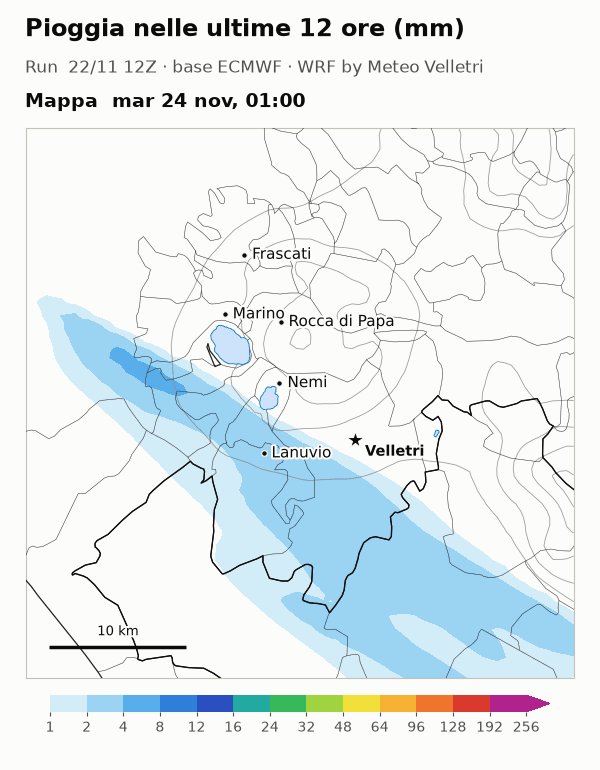 Pioggia nelle ultime 12 ore (mm)
Run  22/11 12Z · base ECMWF · WRF by Meteo Velletri
Mappa  mar 24 nov, 01:00
Frascati
Marino
Rocca di Papa
Nemi
Velletri
Lanuvio
10 km
1 2 4 8 12 16 24 32 48 64 96 128 192 256